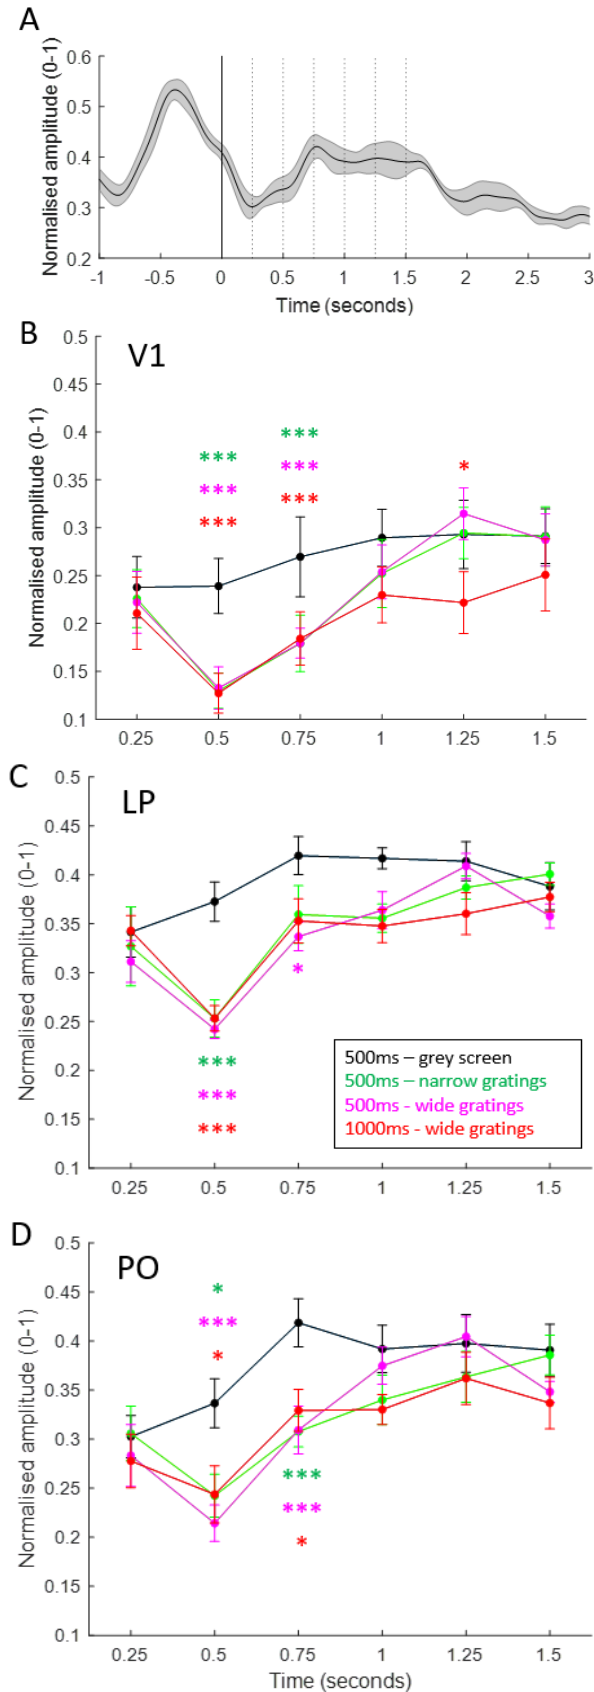 A
Normalised amplitude (0-1)
0.6
0.5
0.4
0.3
0.2
-1 -0.5 0 0.5 1 1.5 2 2.5 3
Time (seconds)
B
V1
Normalised amplitude (0-1)
0.5
0.45
0.4
0.35
0.3
0.25
0.2
0.15
0.1
***
***
***
***
***
***
*
0.25 0.5 0.75 1 1.25 1.5
C
LP
Normalised amplitude (0-1)
0.5
0.45
0.4
0.35
0.3
0.25
0.2
0.15
0.1
*
***
***
***
500ms – grey screen
500ms – narrow gratings
500ms - wide gratings
1000ms - wide gratings
0.25 0.5 0.75 1 1.25 1.5
D
PO
Normalised amplitude (0-1)
0.5
0.45
0.4
0.35
0.3
0.25
0.2
0.15
0.1
*
***
*
***
***
*
0.25 0.5 0.75 1 1.25 1.5
Time (seconds)